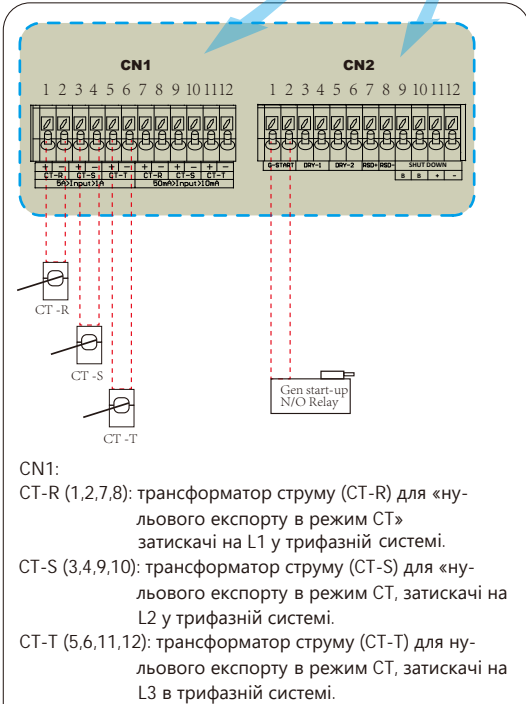 CN1 CN2
1 2 3 4 5 6 7 8 9 10 11 12 1 2 3 4 5 6 7 8 9 10 11 12
+ − + − + − + − + − + − G-START DRY-1 DRY-2 RSD+ RSD− SHUT DOWN
CT-R CT-S CT-T CT-R CT-S CT-T B B + −
5A>Input>1A 50mA>Input>10mA
CT -R
CT -S
CT -T
Gen start-up
N/O Relay
CN1:
CT-R (1,2,7,8): трансформатор струму (CT-R) для «ну-
льового експорту в режим СТ»
затискачі на L1 у трифазній системі.
CT-S (3,4,9,10): трансформатор струму (CT-S) для «ну-
льового експорту в режим СТ, затискачі на
L2 у трифазній системі.
CT-T (5,6,11,12): трансформатор струму (CT-T) для ну-
льового експорту в режим СТ, затискачі на
L3 в трифазній системі.